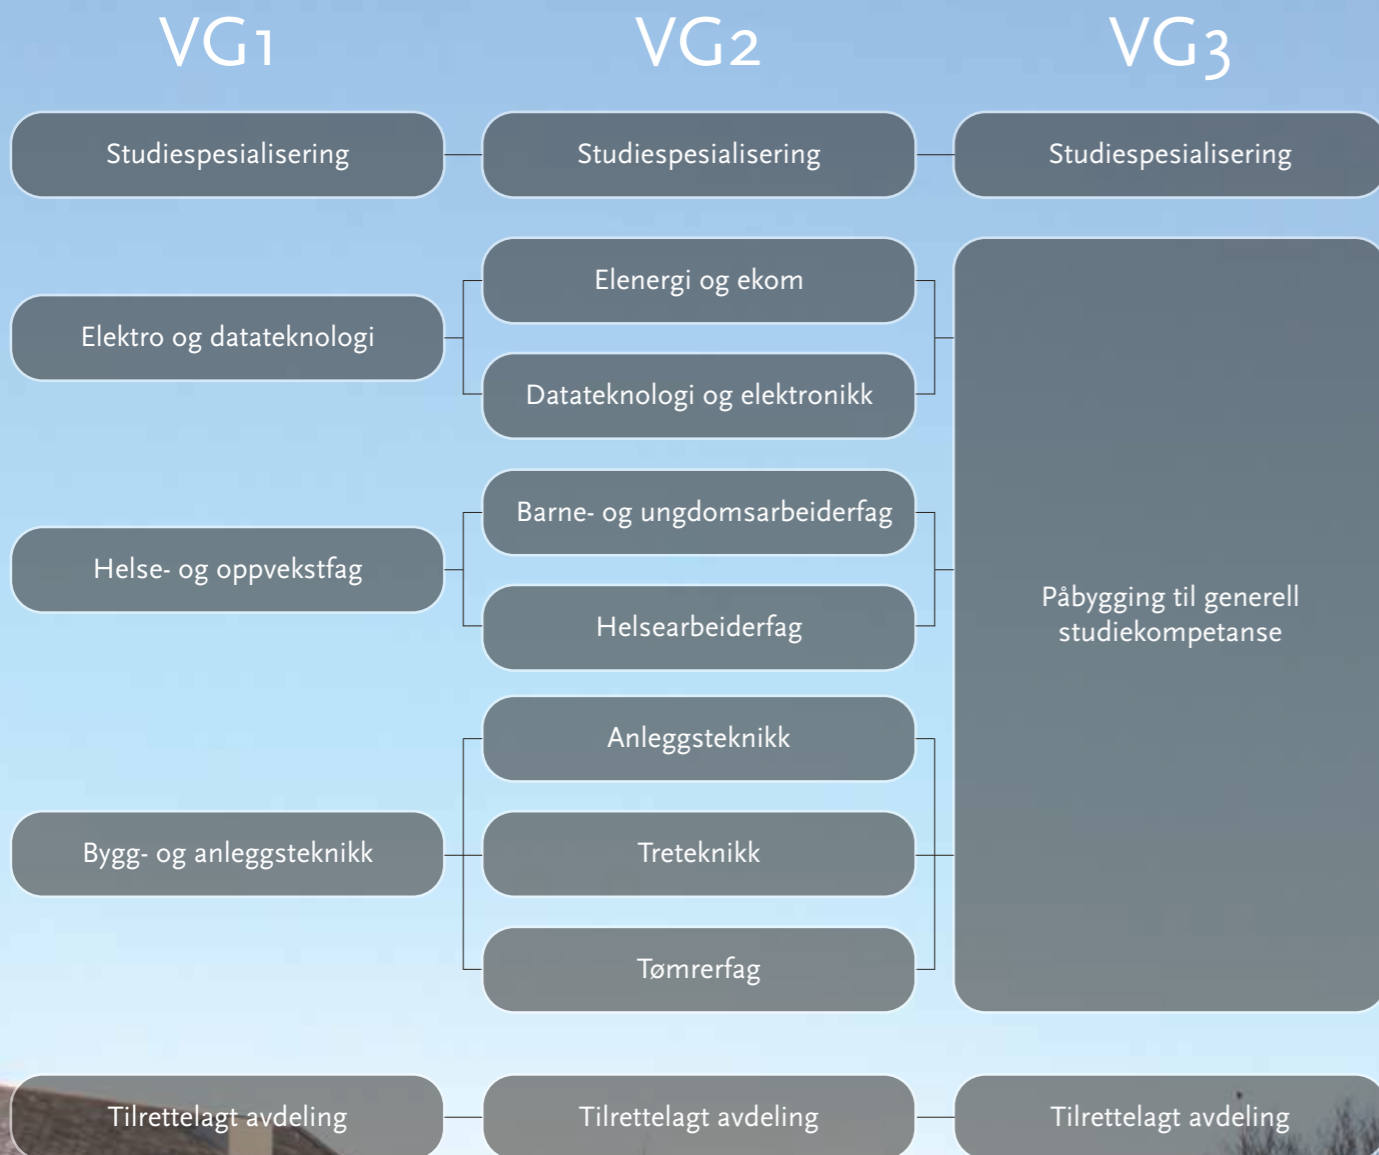 VG1
VG2
VG3
Studiespesialisering
Studiespesialisering
Studiespesialisering
Elektro og datateknologi
Elenergi og ekom
Datateknologi og elektronikk
Helse- og oppvekstfag
Barne- og ungdomsarbeiderfag
Helsearbeiderfag
Bygg- og anleggsteknikk
Anleggsteknikk
Treteknikk
Tømrerfag
Påbygging til generell
studiekompetanse
Tilrettelagt avdeling
Tilrettelagt avdeling
Tilrettelagt avdeling